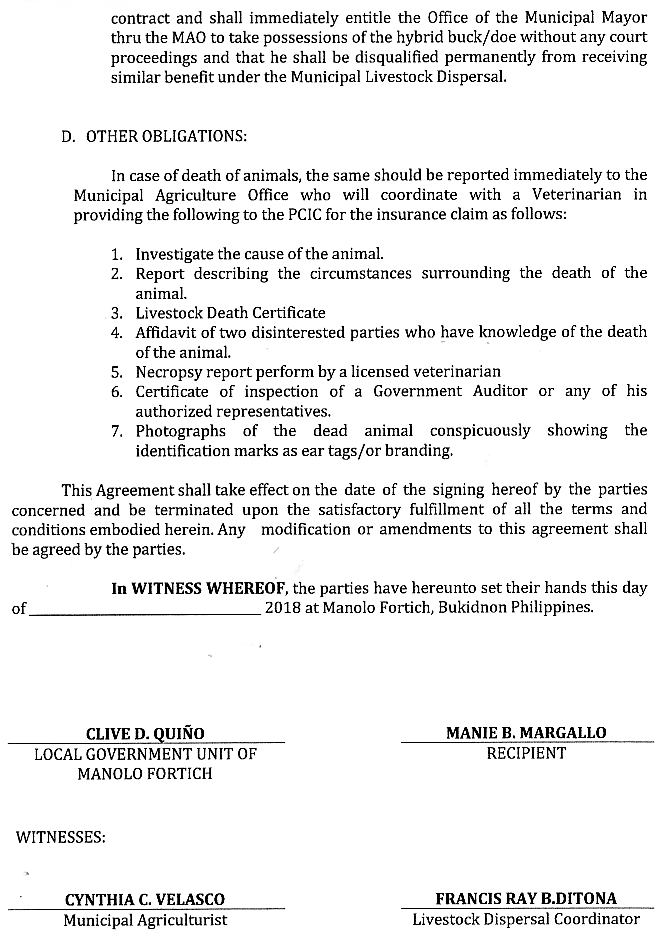 contract and shall immediately entitle the Office of the Municipal Mayor
thru the MAO to take possessions of the hybrid buck/doe without any court
proceedings and that he shall be disqualified permanently from receiving
similar benefit under the Municipal Livestock Dispersal.
D. OTHER OBLIGATIONS:
In case of death of animals, the same should be reported immediately to the
Municipal Agriculture Office who will coordinate with a Veterinarian in
providing the following to the PCIC for the insurance claim as follows:
1. Investigate the cause of the animal.
2. Report describing the circumstances surrounding the death of the
animal.
3. Livestock Death Certificate
4. Affidavit of two disinterested parties who have knowledge of the death
of the animal.
5. Necropsy report perform by a licensed veterinarian
6. Certificate of inspection of a Government Auditor or any of his
authorized representatives.
7. Photographs of the dead animal conspicuously showing the
identification marks as ear tags/or branding.
This Agreement shall take effect on the date of the signing hereof by the parties
concerned and be terminated upon the satisfactory fulfillment of all the terms and
conditions embodied herein. Any modification or amendments to this agreement shall
be agreed by the parties.
In WITNESS WHEREOF, the parties have hereunto set their hands this day
of __________________________ 2018 at Manolo Fortich, Bukidnon Philippines.
CLIVE D. QUIÑO MANIE B. MARGALLO
LOCAL GOVERNMENT UNIT OF RECIPIENT
MANOLO FORTICH
WITNESSES:
CYNTHIA C. VELASCO FRANCIS RAY B.DITONA
Municipal Agriculturist Livestock Dispersal Coordinator